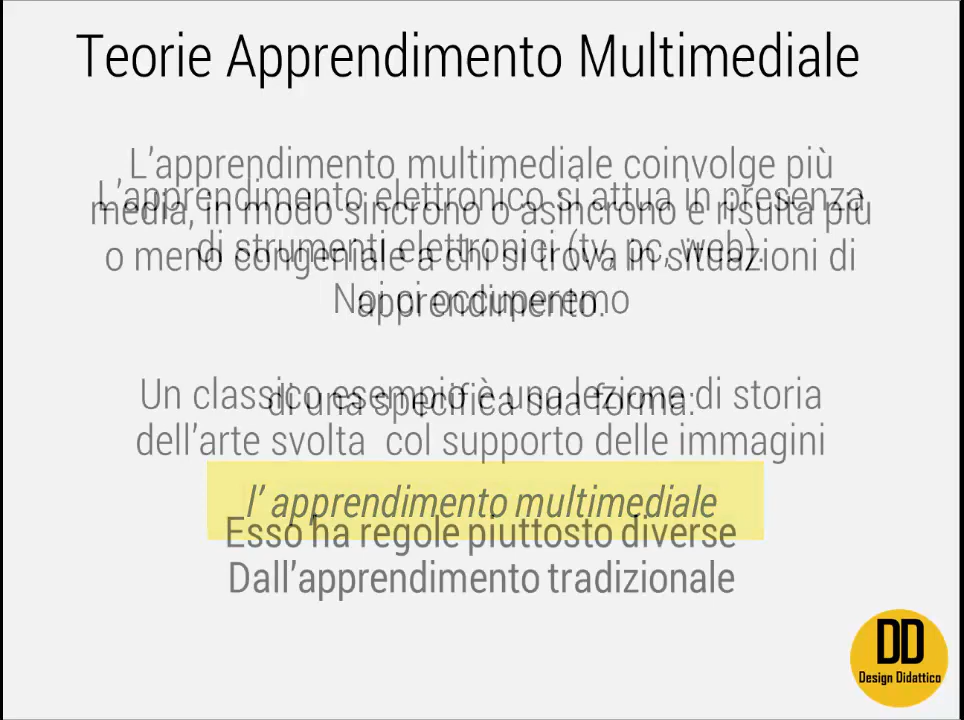 Teorie Apprendimento Multimediale
L'apprendimento multimediale coinvolge più
L'apprendimento elettronico si attua in presenza
media, in modo sincrono o asincrono e risulta più
di strumenti elettronici (tv, pc, web).
o meno congeniale a chi si trova in situazioni di
Noi ci occuperemo
apprendimento.
Un classico esempio è una lezione di storia
di una specifica sua forma:
dell'arte svolta col supporto delle immagini
l' apprendimento multimediale
Esso ha regole piuttosto diverse
Dall'apprendimento tradizionale
DD
Design Didattico